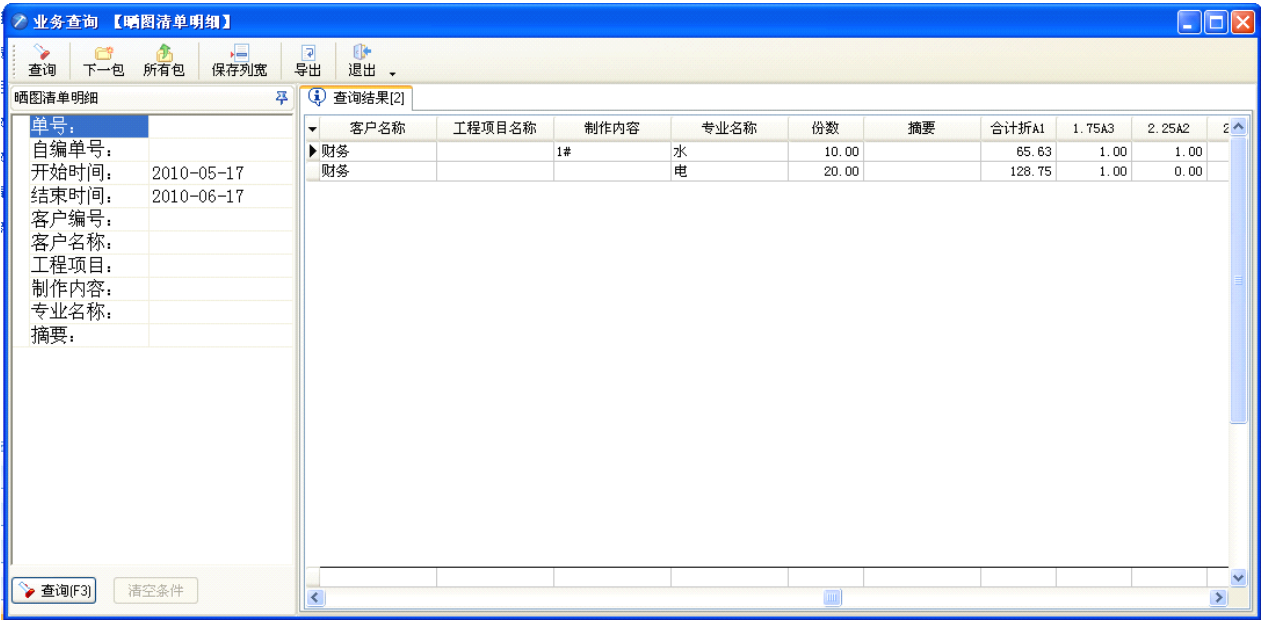 业务查询 【晒图清单明细】
查询 下一包 所有包 保存列宽 导出 退出
晒图清单明细
查询结果[2]
单号:
自编单号:
开始时间: 2010-05-17
结束时间: 2010-06-17
客户编号:
客户名称:
工程项目:
制作内容:
专业名称:
摘要:
客户名称 工程项目名称 制作内容 专业名称 份数 摘要 合计折A1 1.75A3 2.25A2 2
财务 1# 水 10.00 65.63 1.00 1.00
财务 电 20.00 128.75 1.00 0.00
查询(F3) 清空条件